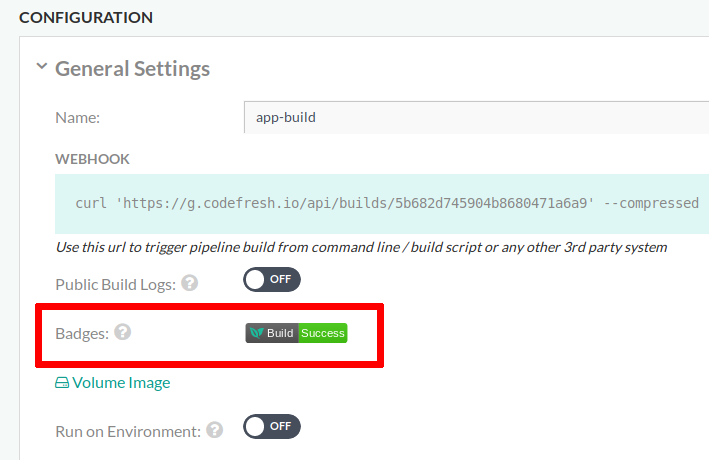 CONFIGURATION
General Settings
Name: app-build
WEBHOOK
curl 'https://g.codefresh.io/api/builds/5b682d745904b8680471a6a9' --compressed
Use this url to trigger pipeline build from command line / build script or any other 3rd party system
Public Build Logs: ? OFF
Badges: ? Build Success
Volume Image
Run on Environment: ? OFF